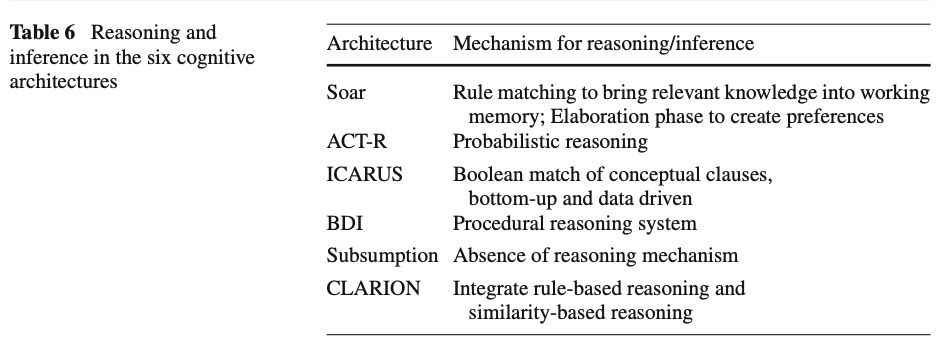 Table 6 Reasoning and
inference in the six cognitive
architectures
Architecture Mechanism for reasoning/inference
Soar Rule matching to bring relevant knowledge into working
memory; Elaboration phase to create preferences
ACT-R Probabilistic reasoning
ICARUS Boolean match of conceptual clauses,
bottom-up and data driven
BDI Procedural reasoning system
Subsumption Absence of reasoning mechanism
CLARION Integrate rule-based reasoning and
similarity-based reasoning